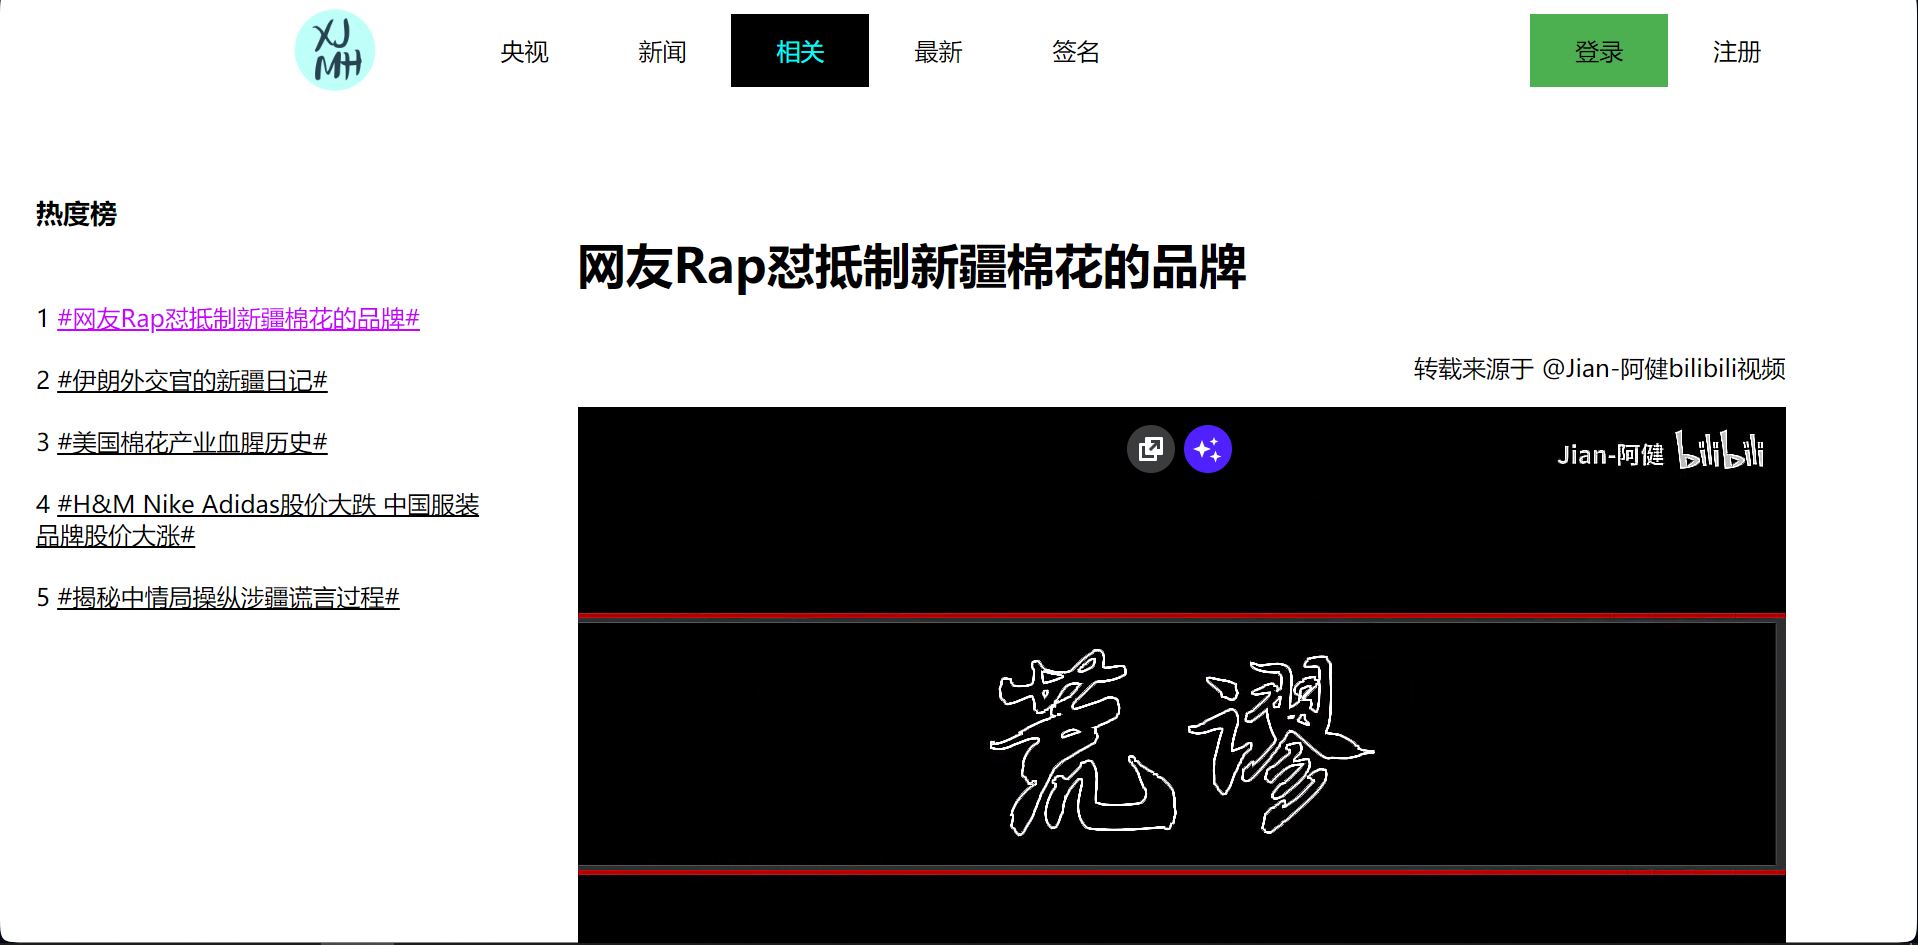 XJ
MH
央视 新闻 相关 最新 签名 登录 注册
热度榜
网友Rap怼抵制新疆棉花的品牌
1 #网友Rap怼抵制新疆棉花的品牌#
转载来源于 @Jian-阿健bilibili视频
2 #伊朗外交官的新疆日记#
3 #美国棉花产业血腥历史#
Jian-阿健 bilibili
4 #H&M Nike Adidas股价大跌 中国服装
品牌股价大涨#
5 #揭秘中情局操纵涉疆谎言过程#
荒谬